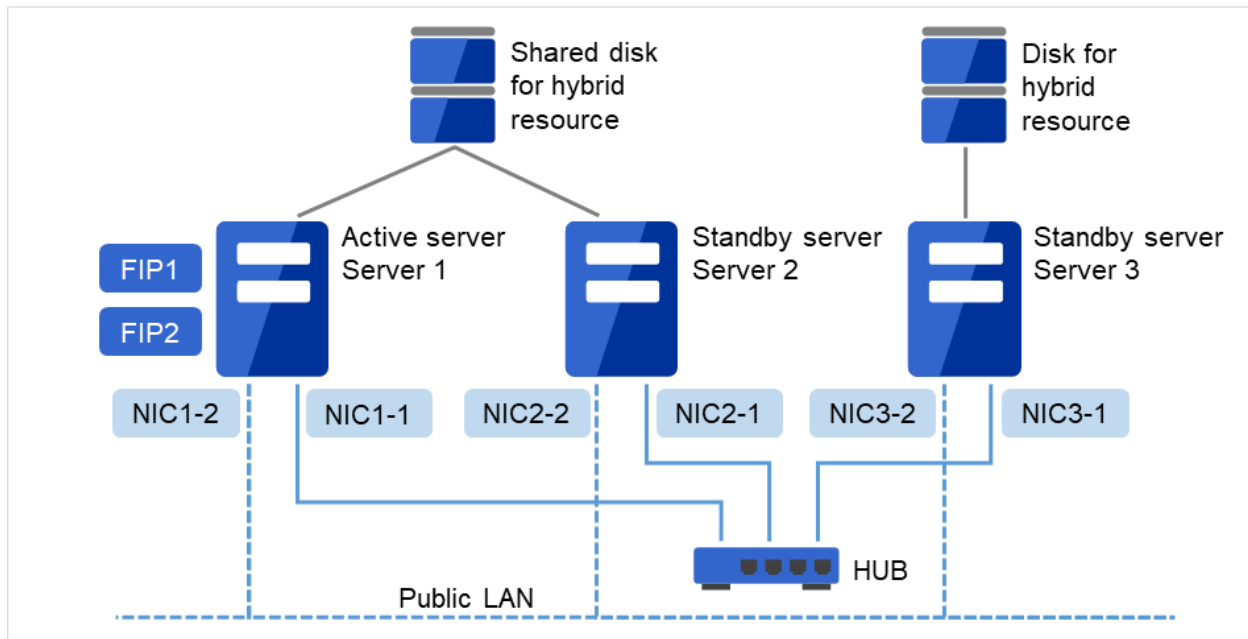 Shared disk
for hybrid
resource
Disk for
hybrid
resource
Active server
Server 1
Standby server
Server 2
Standby server
Server 3
FIP1
FIP2
NIC1-2
NIC1-1
NIC2-2
NIC2-1
NIC3-2
NIC3-1
HUB
Public LAN